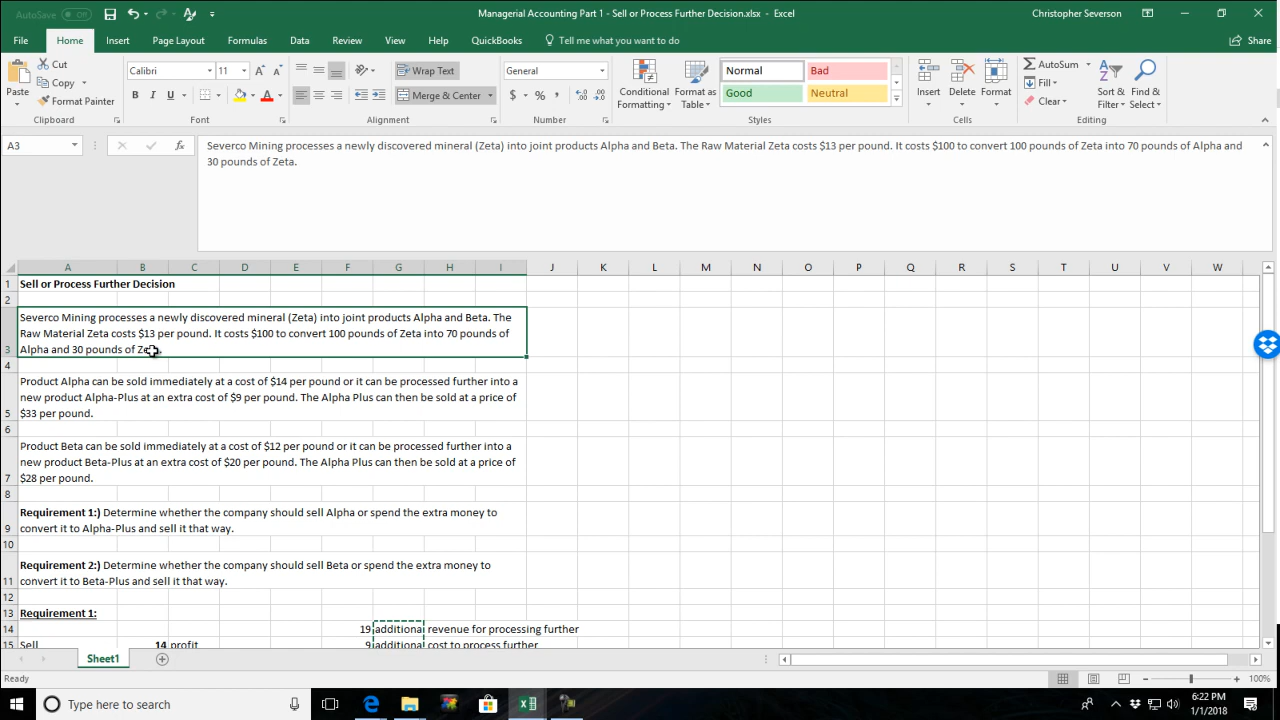 AutoSave Off
Managerial Accounting Part 1 - Sell or Process Further Decision.xlsx - Excel
Christopher Severson
File Home Insert Page Layout Formulas Data Review View Help QuickBooks Tell me what you want to do Share
Paste
Cut
Copy
Format Painter
Clipboard
Calibri 11
B I U
Font
Wrap Text
Merge & Center
Alignment
General
$ % ,
Number
Conditional Formatting
Format as Table
Normal Bad
Good Neutral
Styles
Insert Delete Format
Cells
AutoSum
Fill
Clear
Sort & Filter
Find & Select
Editing
A3
fx
Severco Mining processes a newly discovered mineral (Zeta) into joint products Alpha and Beta. The Raw Material Zeta costs $13 per pound. It costs $100 to convert 100 pounds of Zeta into 70 pounds of Alpha and
30 pounds of Zeta.
A B C D E F G H I J K L M N O P Q R S T U V W
1 Sell or Process Further Decision
2
Severco Mining processes a newly discovered mineral (Zeta) into joint products Alpha and Beta. The
Raw Material Zeta costs $13 per pound. It costs $100 to convert 100 pounds of Zeta into 70 pounds of
3 Alpha and 30 pounds of Zeta.
4
Product Alpha can be sold immediately at a cost of $14 per pound or it can be processed further into a
new product Alpha-Plus at an extra cost of $9 per pound. The Alpha Plus can then be sold at a price of
5 $33 per pound.
6
Product Beta can be sold immediately at a cost of $12 per pound or it can be processed further into a
new product Beta-Plus at an extra cost of $20 per pound. The Alpha Plus can then be sold at a price of
7 $28 per pound.
8
Requirement 1:) Determine whether the company should sell Alpha or spend the extra money to
9 convert it to Alpha-Plus and sell it that way.
10
Requirement 2:) Determine whether the company should sell Beta or spend the extra money to
11 convert it to Beta-Plus and sell it that way.
12
13 Requirement 1:
14 19 additional revenue for processing further
15 Sell 14 profit 9 additional cost to process further
Sheet1
Ready
100%
Type here to search
6:22 PM
1/1/2018